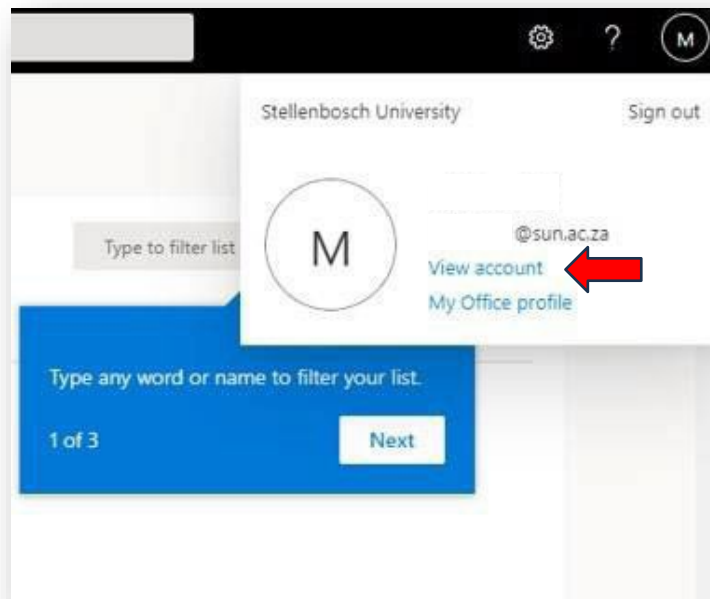 ? M
Stellenbosch University Sign out
M
@sun.ac.za
View account
My Office profile
Type to filter list
Type any word or name to filter your list.
1 of 3 Next